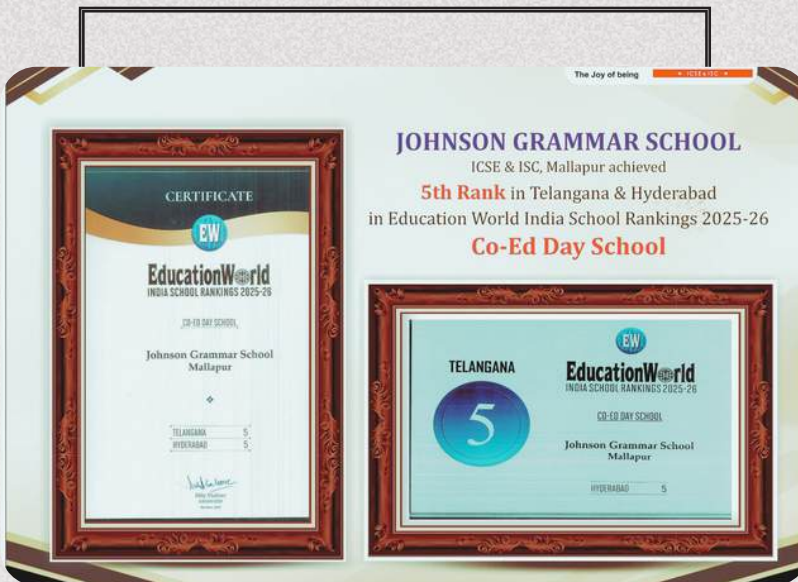 The Joy of being
ICSE & ISC
JOHNSON GRAMMAR SCHOOL
ICSE & ISC, Mallapur achieved
5th Rank in Telangana & Hyderabad
in Education World India School Rankings 2025-26
Co-Ed Day School
CERTIFICATE
EW
EducationWorld
INDIA SCHOOL RANKINGS 2025-26
CO-ED DAY SCHOOL
Johnson Grammar School
Mallapur
TELANGANA 5
HYDERABAD 5
TELANGANA
5
EW
EducationWorld
INDIA SCHOOL RANKINGS 2025-26
CO-ED DAY SCHOOL
Johnson Grammar School
Mallapur
HYDERABAD 5